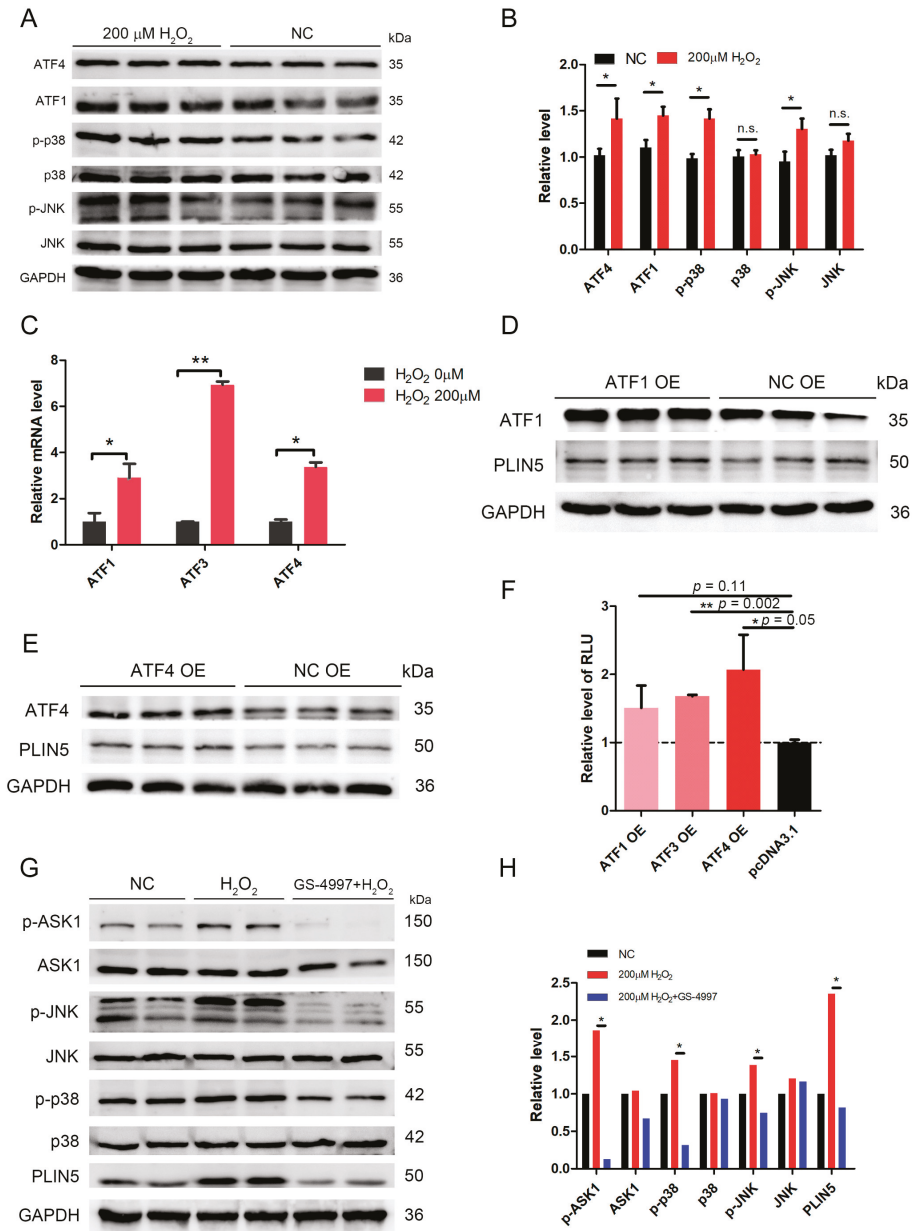 A
200 μM H₂O₂ NC kDa
ATF4 35
ATF1 35
p-p38 42
p38 42
p-JNK 55
JNK 55
GAPDH 36
B
NC 200μM H₂O₂
Relative level
2.0
1.5
1.0
0.5
0.0
* * * n.s. * n.s.
ATF4 ATF1 p-p38 p38 p-JNK JNK
C
Relative mRNA level
8
6
4
2
0
* ** *
ATF1 ATF3 ATF4
H₂O₂ 0μM
H₂O₂ 200μM
D
ATF1 OE NC OE kDa
ATF1 35
PLIN5 50
GAPDH 36
E
ATF4 OE NC OE kDa
ATF4 35
PLIN5 50
GAPDH 36
F
Relative level of RLU
3
2
1
0
p = 0.11
** p = 0.002
* p = 0.05
ATF1 OE ATF3 OE ATF4 OE pcDNA3.1
G
NC H₂O₂ GS-4997+H₂O₂ kDa
p-ASK1 150
ASK1 150
p-JNK 55
JNK 55
p-p38 42
p38 42
PLIN5 50
GAPDH 36
H
NC
200μM H₂O₂
200μM H₂O₂+GS-4997
Relative level
2.5
2.0
1.5
1.0
0.5
0.0
* * * *
p-ASK1 ASK1 p-p38 p38 p-JNK JNK PLIN5